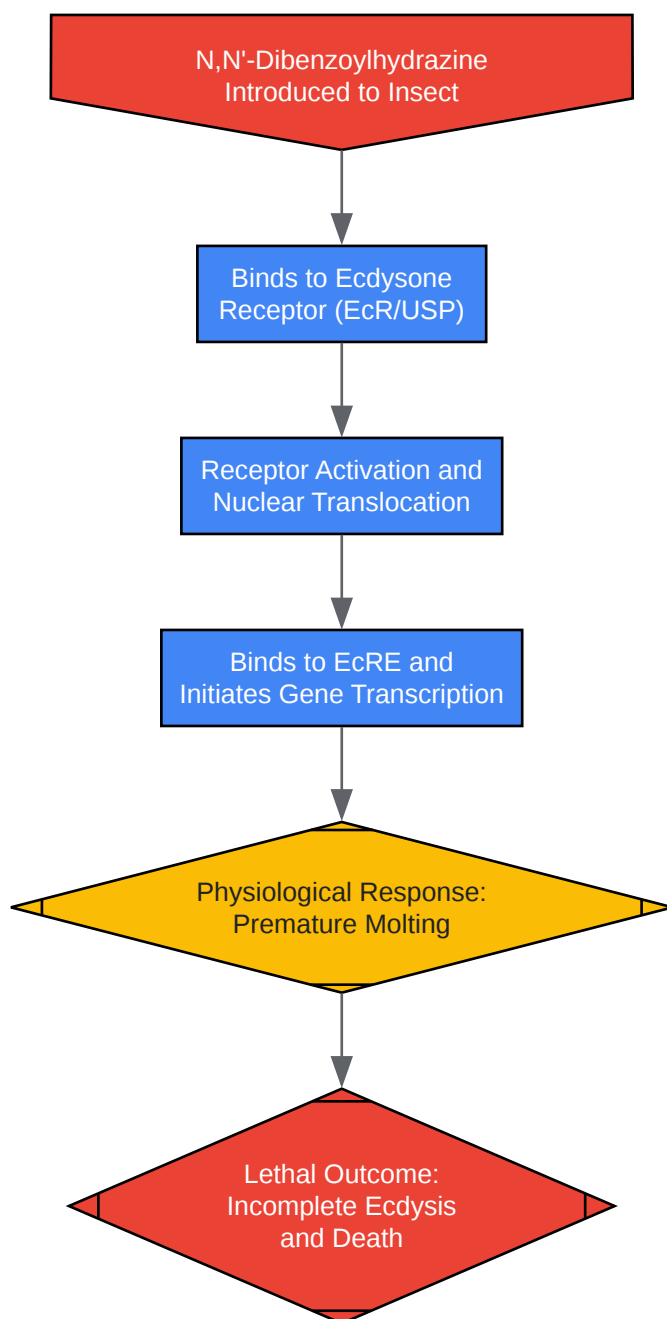 N,N'-Dibenzoylhydrazine
Introduced to Insect
Binds to Ecdysone
Receptor (EcR/USP)
Receptor Activation and
Nuclear Translocation
Binds to EcRE and
Initiates Gene Transcription
Physiological Response:
Premature Molting
Lethal Outcome:
Incomplete Ecdysis
and Death